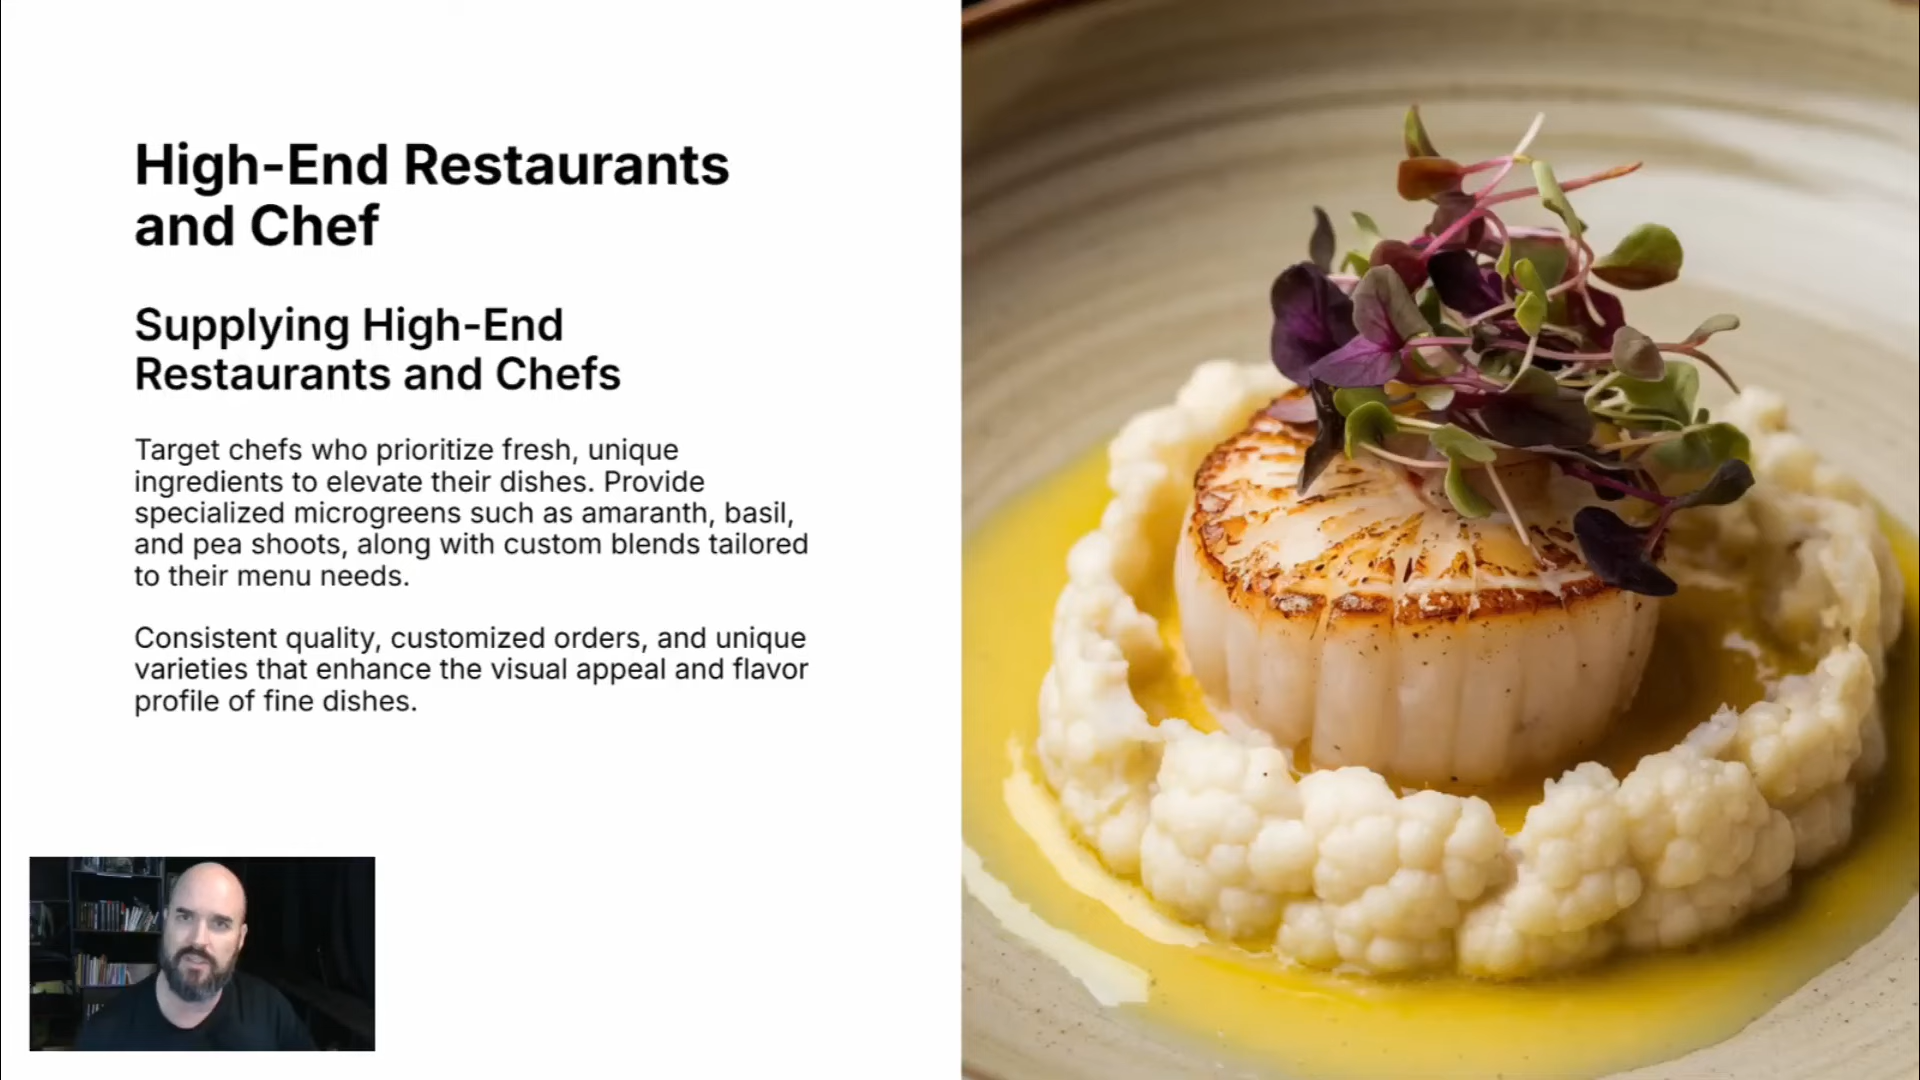 High-End Restaurants
and Chef
Supplying High-End
Restaurants and Chefs
Target chefs who prioritize fresh, unique
ingredients to elevate their dishes. Provide
specialized microgreens such as amaranth, basil,
and pea shoots, along with custom blends tailored
to their menu needs.
Consistent quality, customized orders, and unique
varieties that enhance the visual appeal and flavor
profile of fine dishes.